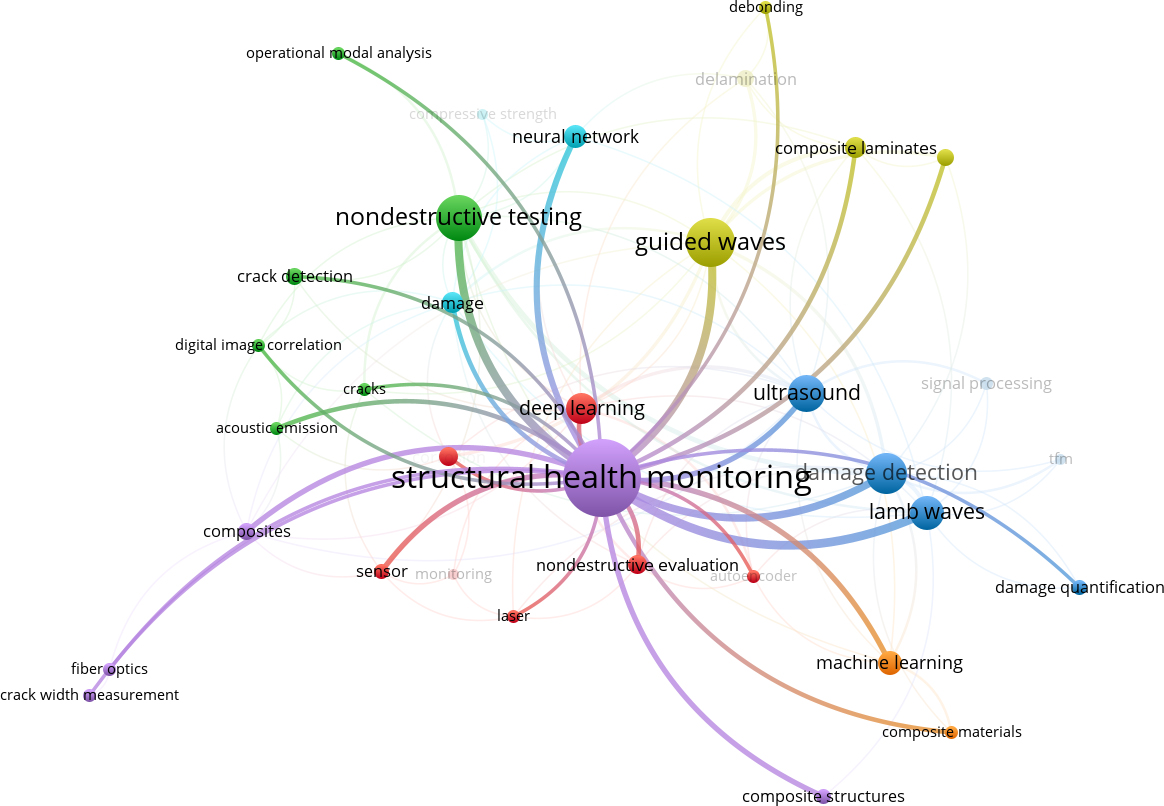 debonding
operational modal analysis
delamination
compressive strength
neural network
composite laminates
nondestructive testing
guided waves
crack detection
damage
digital image correlation
signal processing
cracks
ultrasound
deep learning
acoustic emission
tfm
structural health monitoring
damage detection
lamb waves
composites
nondestructive evaluation
sensor
monitoring
autoencoder
damage quantification
laser
machine learning
fiber optics
crack width measurement
composite materials
composite structures